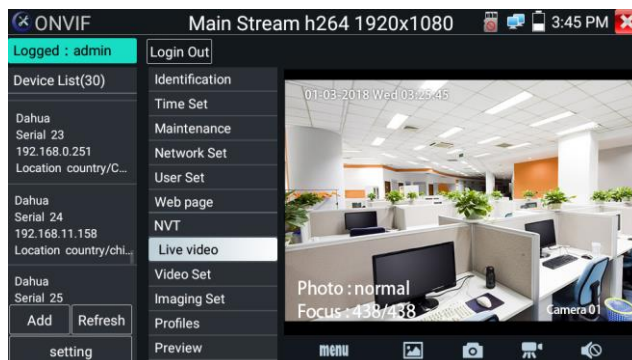 ONVIF
Main Stream h264 1920x1080
3:45 PM
Logged : admin
Login Out
Device List(30)
Dahua
Serial 23
192.168.0.251
Location country/C...
Dahua
Serial 24
192.168.11.158
Location country/chi...
Dahua
Serial 25
Add
Refresh
setting
Identification
Time Set
Maintenance
Network Set
User Set
Web page
NVT
Live video
Video Set
Imaging Set
Profiles
Preview
01-03-2018 Wed 03:25:45
Photo : normal
Focus : 438/438
Camera 01
menu